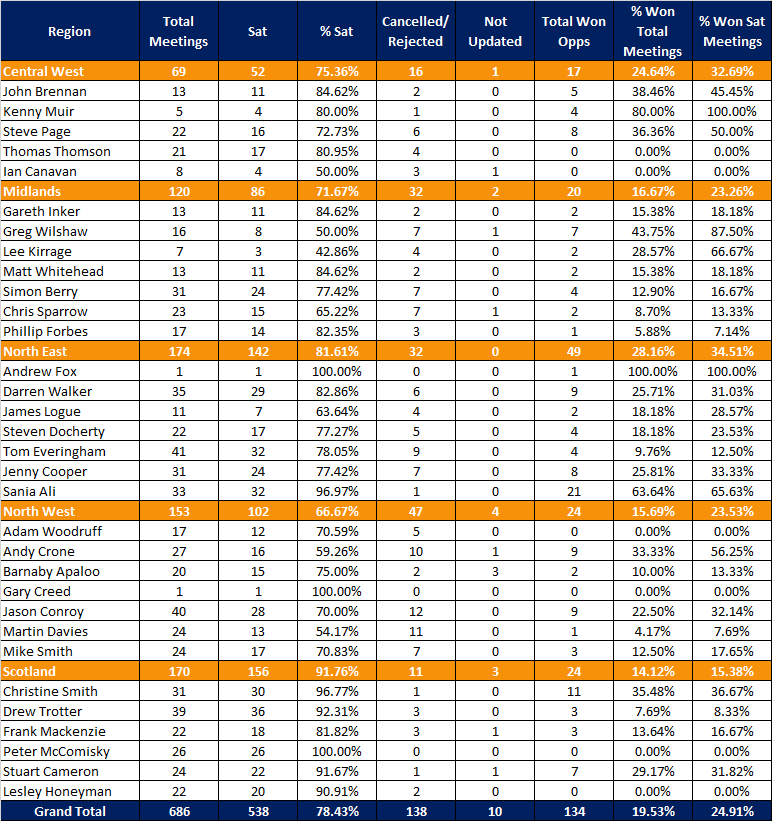 Region Total Meetings Sat % Sat Cancelled/ Rejected Not Updated Total Won Opps % Won Total Meetings % Won Sat Meetings
Central West 69 52 75.36% 16 1 17 24.64% 32.69%
John Brennan 13 11 84.62% 2 0 5 38.46% 45.45%
Kenny Muir 5 4 80.00% 1 0 4 80.00% 100.00%
Steve Page 22 16 72.73% 6 0 8 36.36% 50.00%
Thomas Thomson 21 17 80.95% 4 0 0 0.00% 0.00%
Ian Canavan 8 4 50.00% 3 1 0 0.00% 0.00%
Midlands 120 86 71.67% 32 2 20 16.67% 23.26%
Gareth Inker 13 11 84.62% 2 0 2 15.38% 18.18%
Greg Wilshaw 16 8 50.00% 7 1 7 43.75% 87.50%
Lee Kirrage 7 3 42.86% 4 0 2 28.57% 66.67%
Matt Whitehead 13 11 84.62% 2 0 2 15.38% 18.18%
Simon Berry 31 24 77.42% 7 0 4 12.90% 16.67%
Chris Sparrow 23 15 65.22% 7 1 2 8.70% 13.33%
Phillip Forbes 17 14 82.35% 3 0 1 5.88% 7.14%
North East 174 142 81.61% 32 0 49 28.16% 34.51%
Andrew Fox 1 1 100.00% 0 0 1 100.00% 100.00%
Darren Walker 35 29 82.86% 6 0 9 25.71% 31.03%
James Logue 11 7 63.64% 4 0 2 18.18% 28.57%
Steven Docherty 22 17 77.27% 5 0 4 18.18% 23.53%
Tom Everingham 41 32 78.05% 9 0 4 9.76% 12.50%
Jenny Cooper 31 24 77.42% 7 0 8 25.81% 33.33%
Sania Ali 33 32 96.97% 1 0 21 63.64% 65.63%
North West 153 102 66.67% 47 4 24 15.69% 23.53%
Adam Woodruff 17 12 70.59% 5 0 0 0.00% 0.00%
Andy Crone 27 16 59.26% 10 1 9 33.33% 56.25%
Barnaby Apaloo 20 15 75.00% 2 3 2 10.00% 13.33%
Gary Creed 1 1 100.00% 0 0 0 0.00% 0.00%
Jason Conroy 40 28 70.00% 12 0 9 22.50% 32.14%
Martin Davies 24 13 54.17% 11 0 1 4.17% 7.69%
Mike Smith 24 17 70.83% 7 0 3 12.50% 17.65%
Scotland 170 156 91.76% 11 3 24 14.12% 15.38%
Christine Smith 31 30 96.77% 1 0 11 35.48% 36.67%
Drew Trotter 39 36 92.31% 3 0 3 7.69% 8.33%
Frank Mackenzie 22 18 81.82% 3 1 3 13.64% 16.67%
Peter McComisky 26 26 100.00% 0 0 0 0.00% 0.00%
Stuart Cameron 24 22 91.67% 1 1 7 29.17% 31.82%
Lesley Honeyman 22 20 90.91% 2 0 0 0.00% 0.00%
Grand Total 686 538 78.43% 138 10 134 19.53% 24.91%